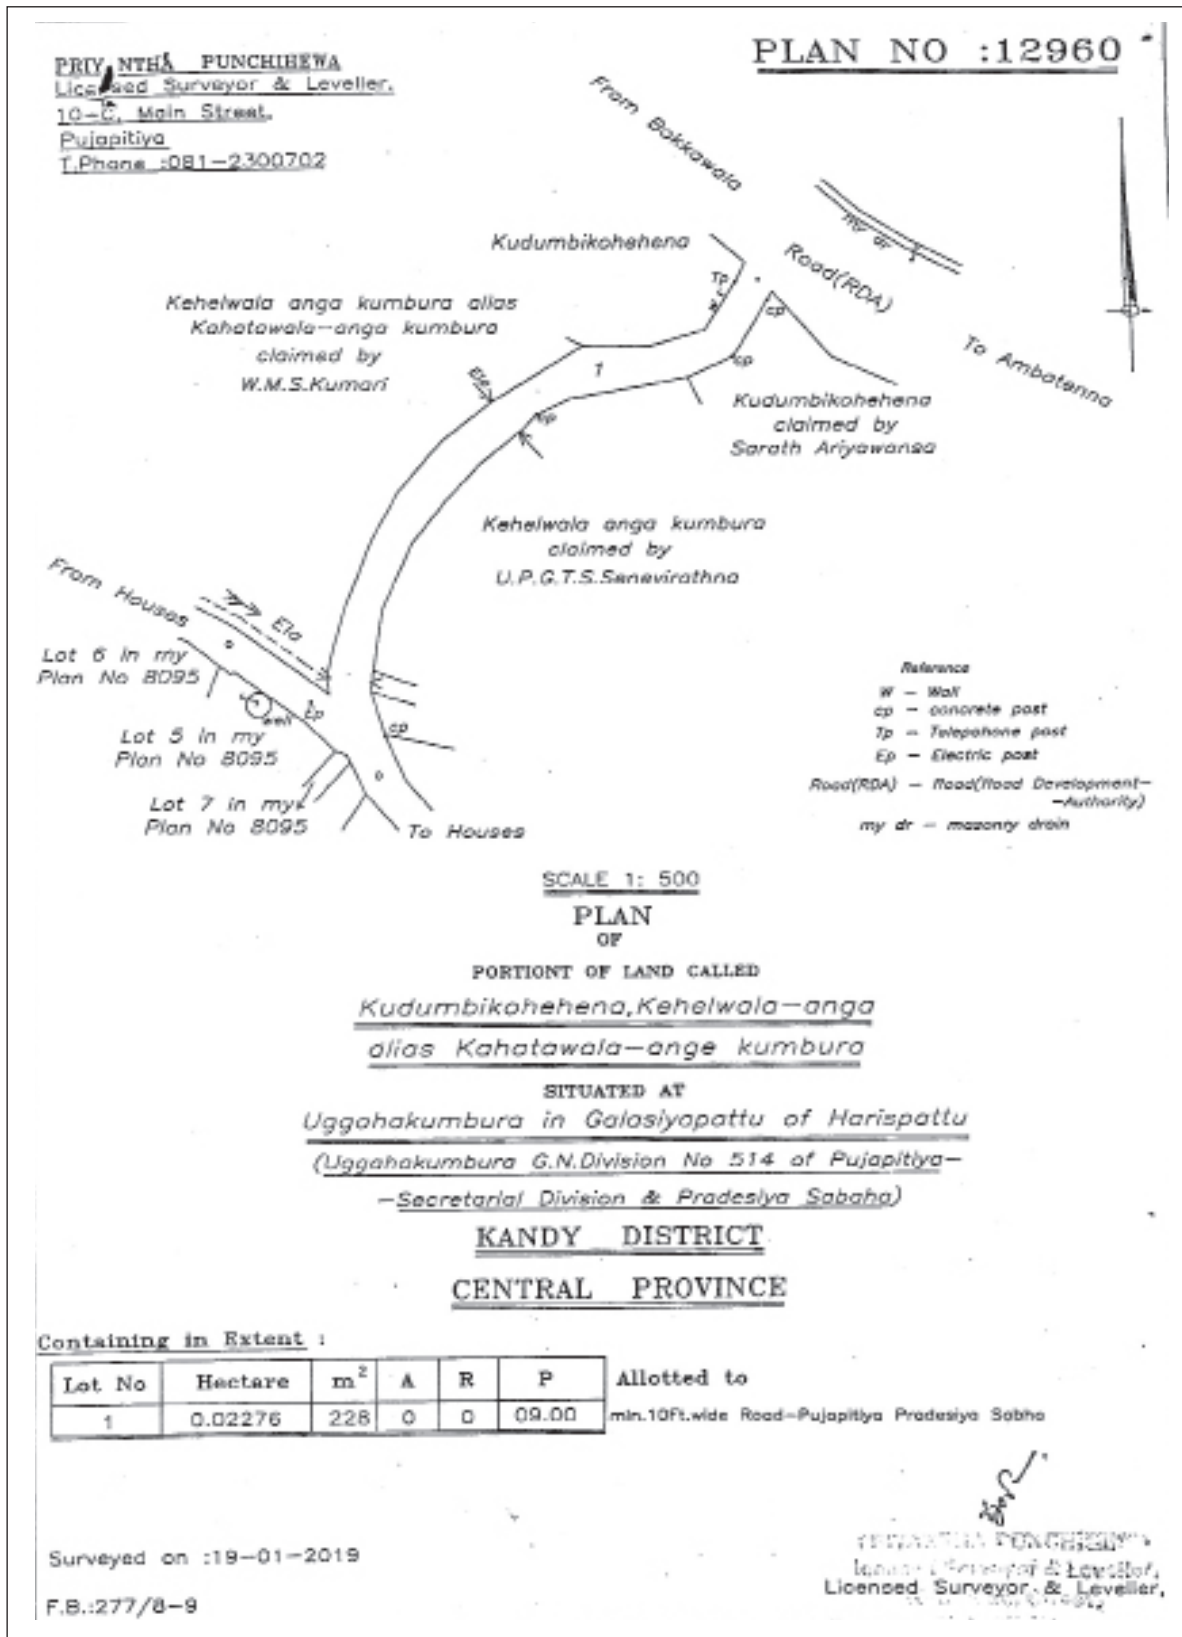 PRIY NTHA PUNCHIHEWA
Licensed Surveyor & Leveller.
10-C, Main Street.
Pujapitiya
T.Phone :081-2300702
PLAN NO :12960
From Bokkawala
my dr
Road(RDA)
To Ambatenna
Kudumbikohehena
Tp
cp
Kehelwala anga kumbura alias
Kahatawala-anga kumbura
claimed by
W.M.S.Kumari
Ela
1
cp
Kudumbikohehena
claimed by
Sarath Ariyawansa
Kehelwala anga kumbura
claimed by
U.P.G.T.S.Senevirathna
From Houses
Ela
Lot 6 in my
Plan No 8095
well
Ep
cp
Lot 5 in my
Plan No 8095
Lot 7 in my
Plan No 8095
To Houses
Reference
W - Wall
cp - concrete post
Tp - Telephone post
Ep - Electric post
Road(RDA) - Road(Road Development-
-Authority)
my dr - masonry drain
SCALE 1: 500
PLAN
OF
PORTIONT OF LAND CALLED
Kudumbikohehena,Kehelwala-anga
alias Kahatawala-ange kumbura
SITUATED AT
Uggahakumbura in Galasiyapattu of Harispattu
(Uggahakumbura G.N.Division No 514 of Pujapitiya-
-Secretarial Division & Pradesiya Sabaha)
KANDY DISTRICT
CENTRAL PROVINCE
Containing in Extent :
Lot No Hectare m² A R P Allotted to
1 0.02276 228 0 0 09.00 min.10Ft.wide Road-Pujapitiya Pradesiya Sabha
Surveyed on :19-01-2019
F.B.:277/8-9
PUNCHIHEWA
Surveyor & Leveller,
Licensed Surveyor & Leveller,